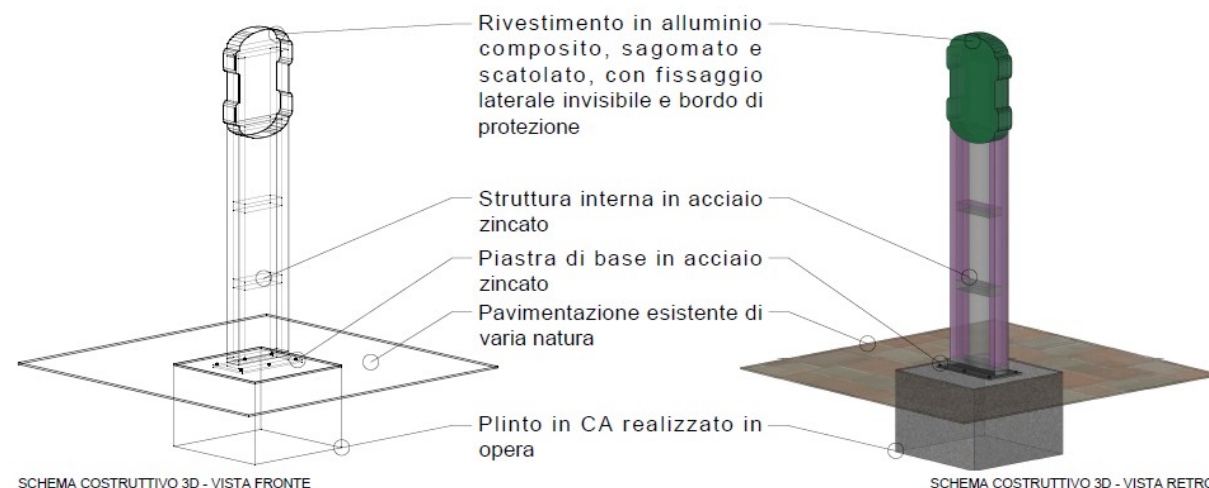 Rivestimento in alluminio
composito, sagomato e
scatolato, con fissaggio
laterale invisibile e bordo di
protezione
Struttura interna in acciaio
zincato
Piastra di base in acciaio
zincato
Pavimentazione esistente di
varia natura
Plinto in CA realizzato in
opera
SCHEMA COSTRUTTIVO 3D - VISTA FRONTE
SCHEMA COSTRUTTIVO 3D - VISTA RETRO